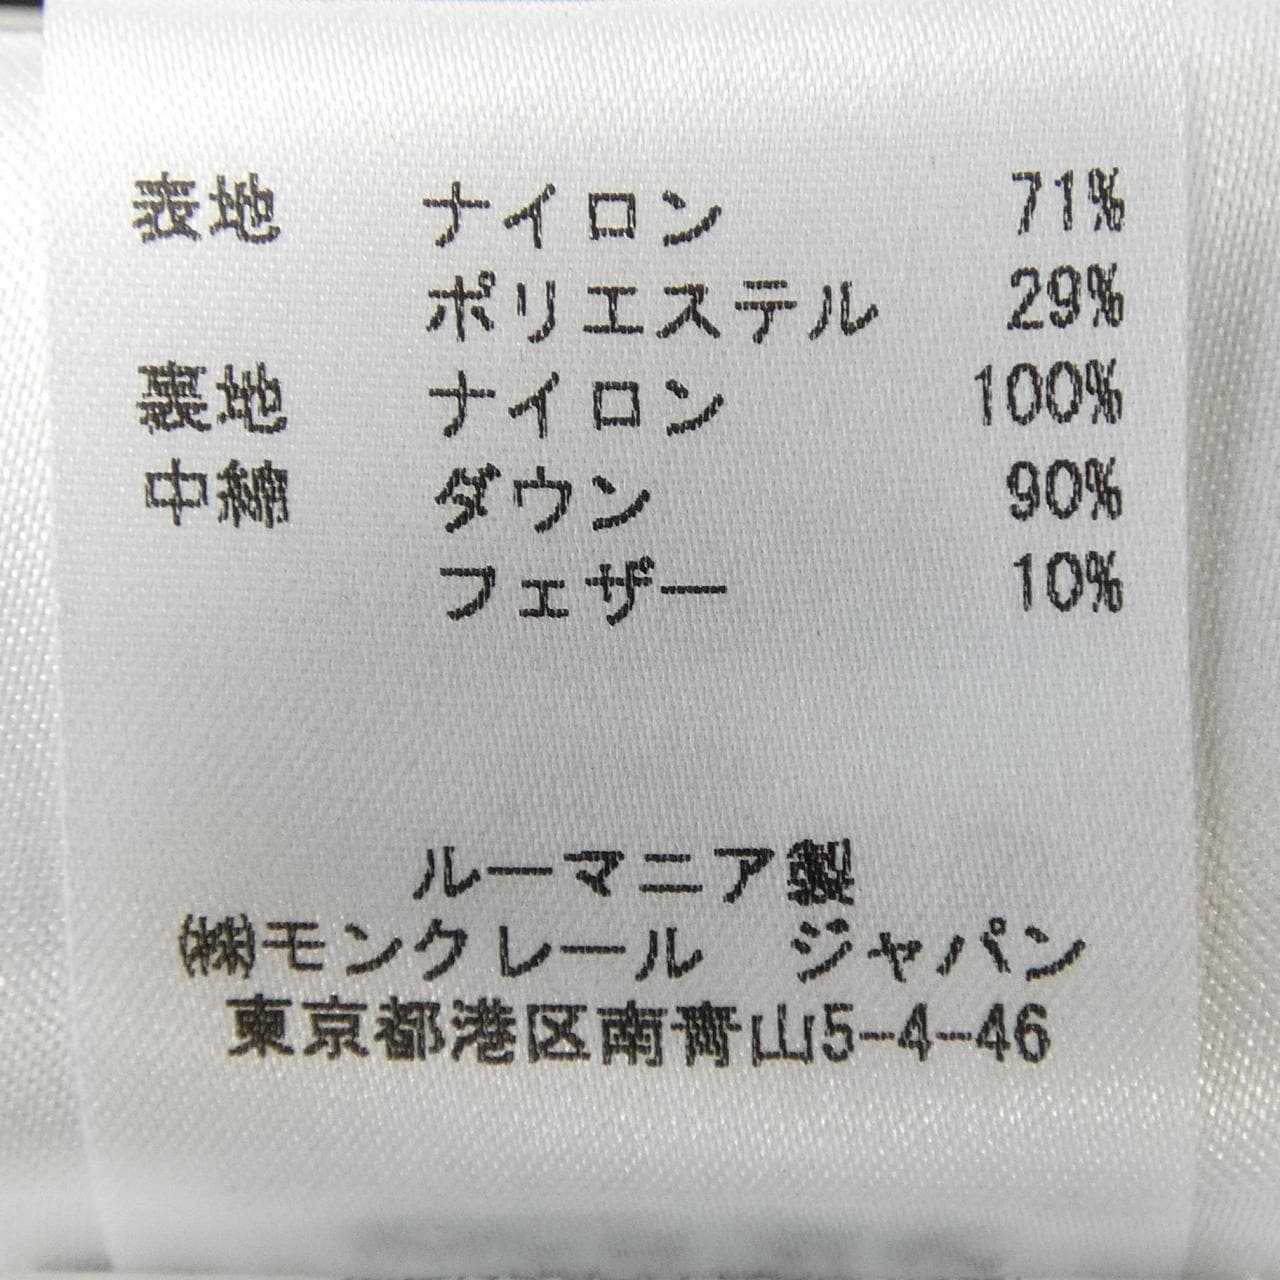 表地 ナイロン 71%
ポリエステル 29%
裏地 ナイロン 100%
中綿 ダウン 90%
フェザー 10%
ルーマニア製
㈱モンクレール ジャパン
東京都港区南青山5-4-46